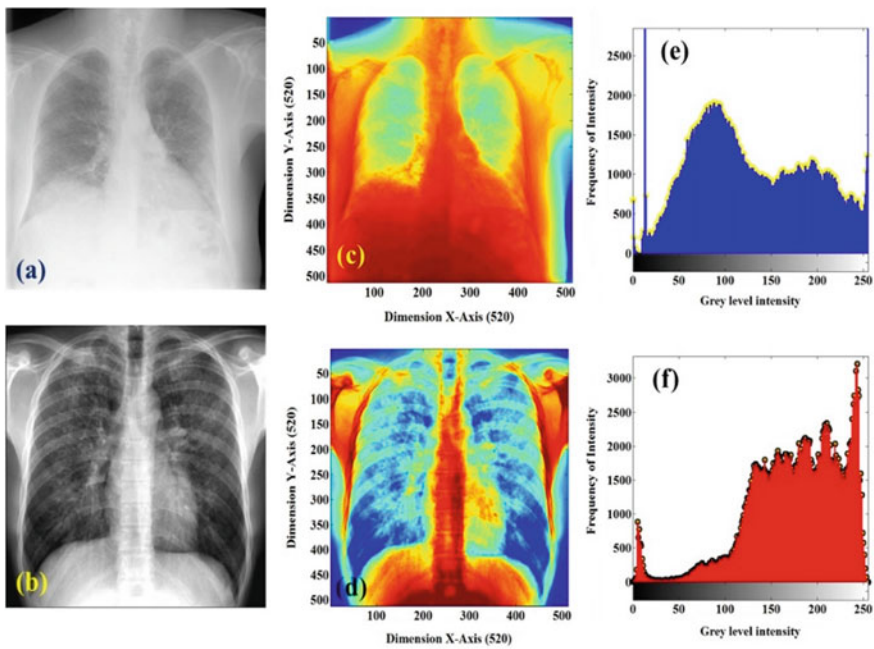 (a)
50
100
150
200
250
300
350
400
450
500
Dimension Y-Axis (520)
(c)
100 200 300 400 500
Dimension X-Axis (520)
(e)
2500
2000
1500
1000
500
0
Frequency of Intensity
0 50 100 150 200 250
Grey level intensity
(b)
50
100
150
200
250
300
350
400
450
500
Dimension Y-Axis (520)
(d)
100 200 300 400 500
Dimension X-Axis (520)
(f)
3000
2500
2000
1500
1000
500
0
Frequency of Intensity
0 50 100 150 200 250
Grey level intensity